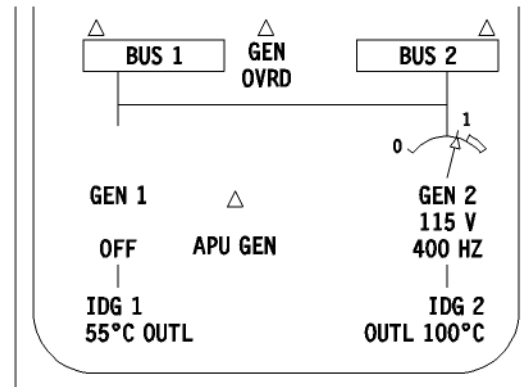 BUS 1
GEN
OVRD
BUS 2
0
1
GEN 1
OFF
APU GEN
GEN 2
115 V
400 HZ
IDG 1
55°C OUTL
IDG 2
OUTL 100°C